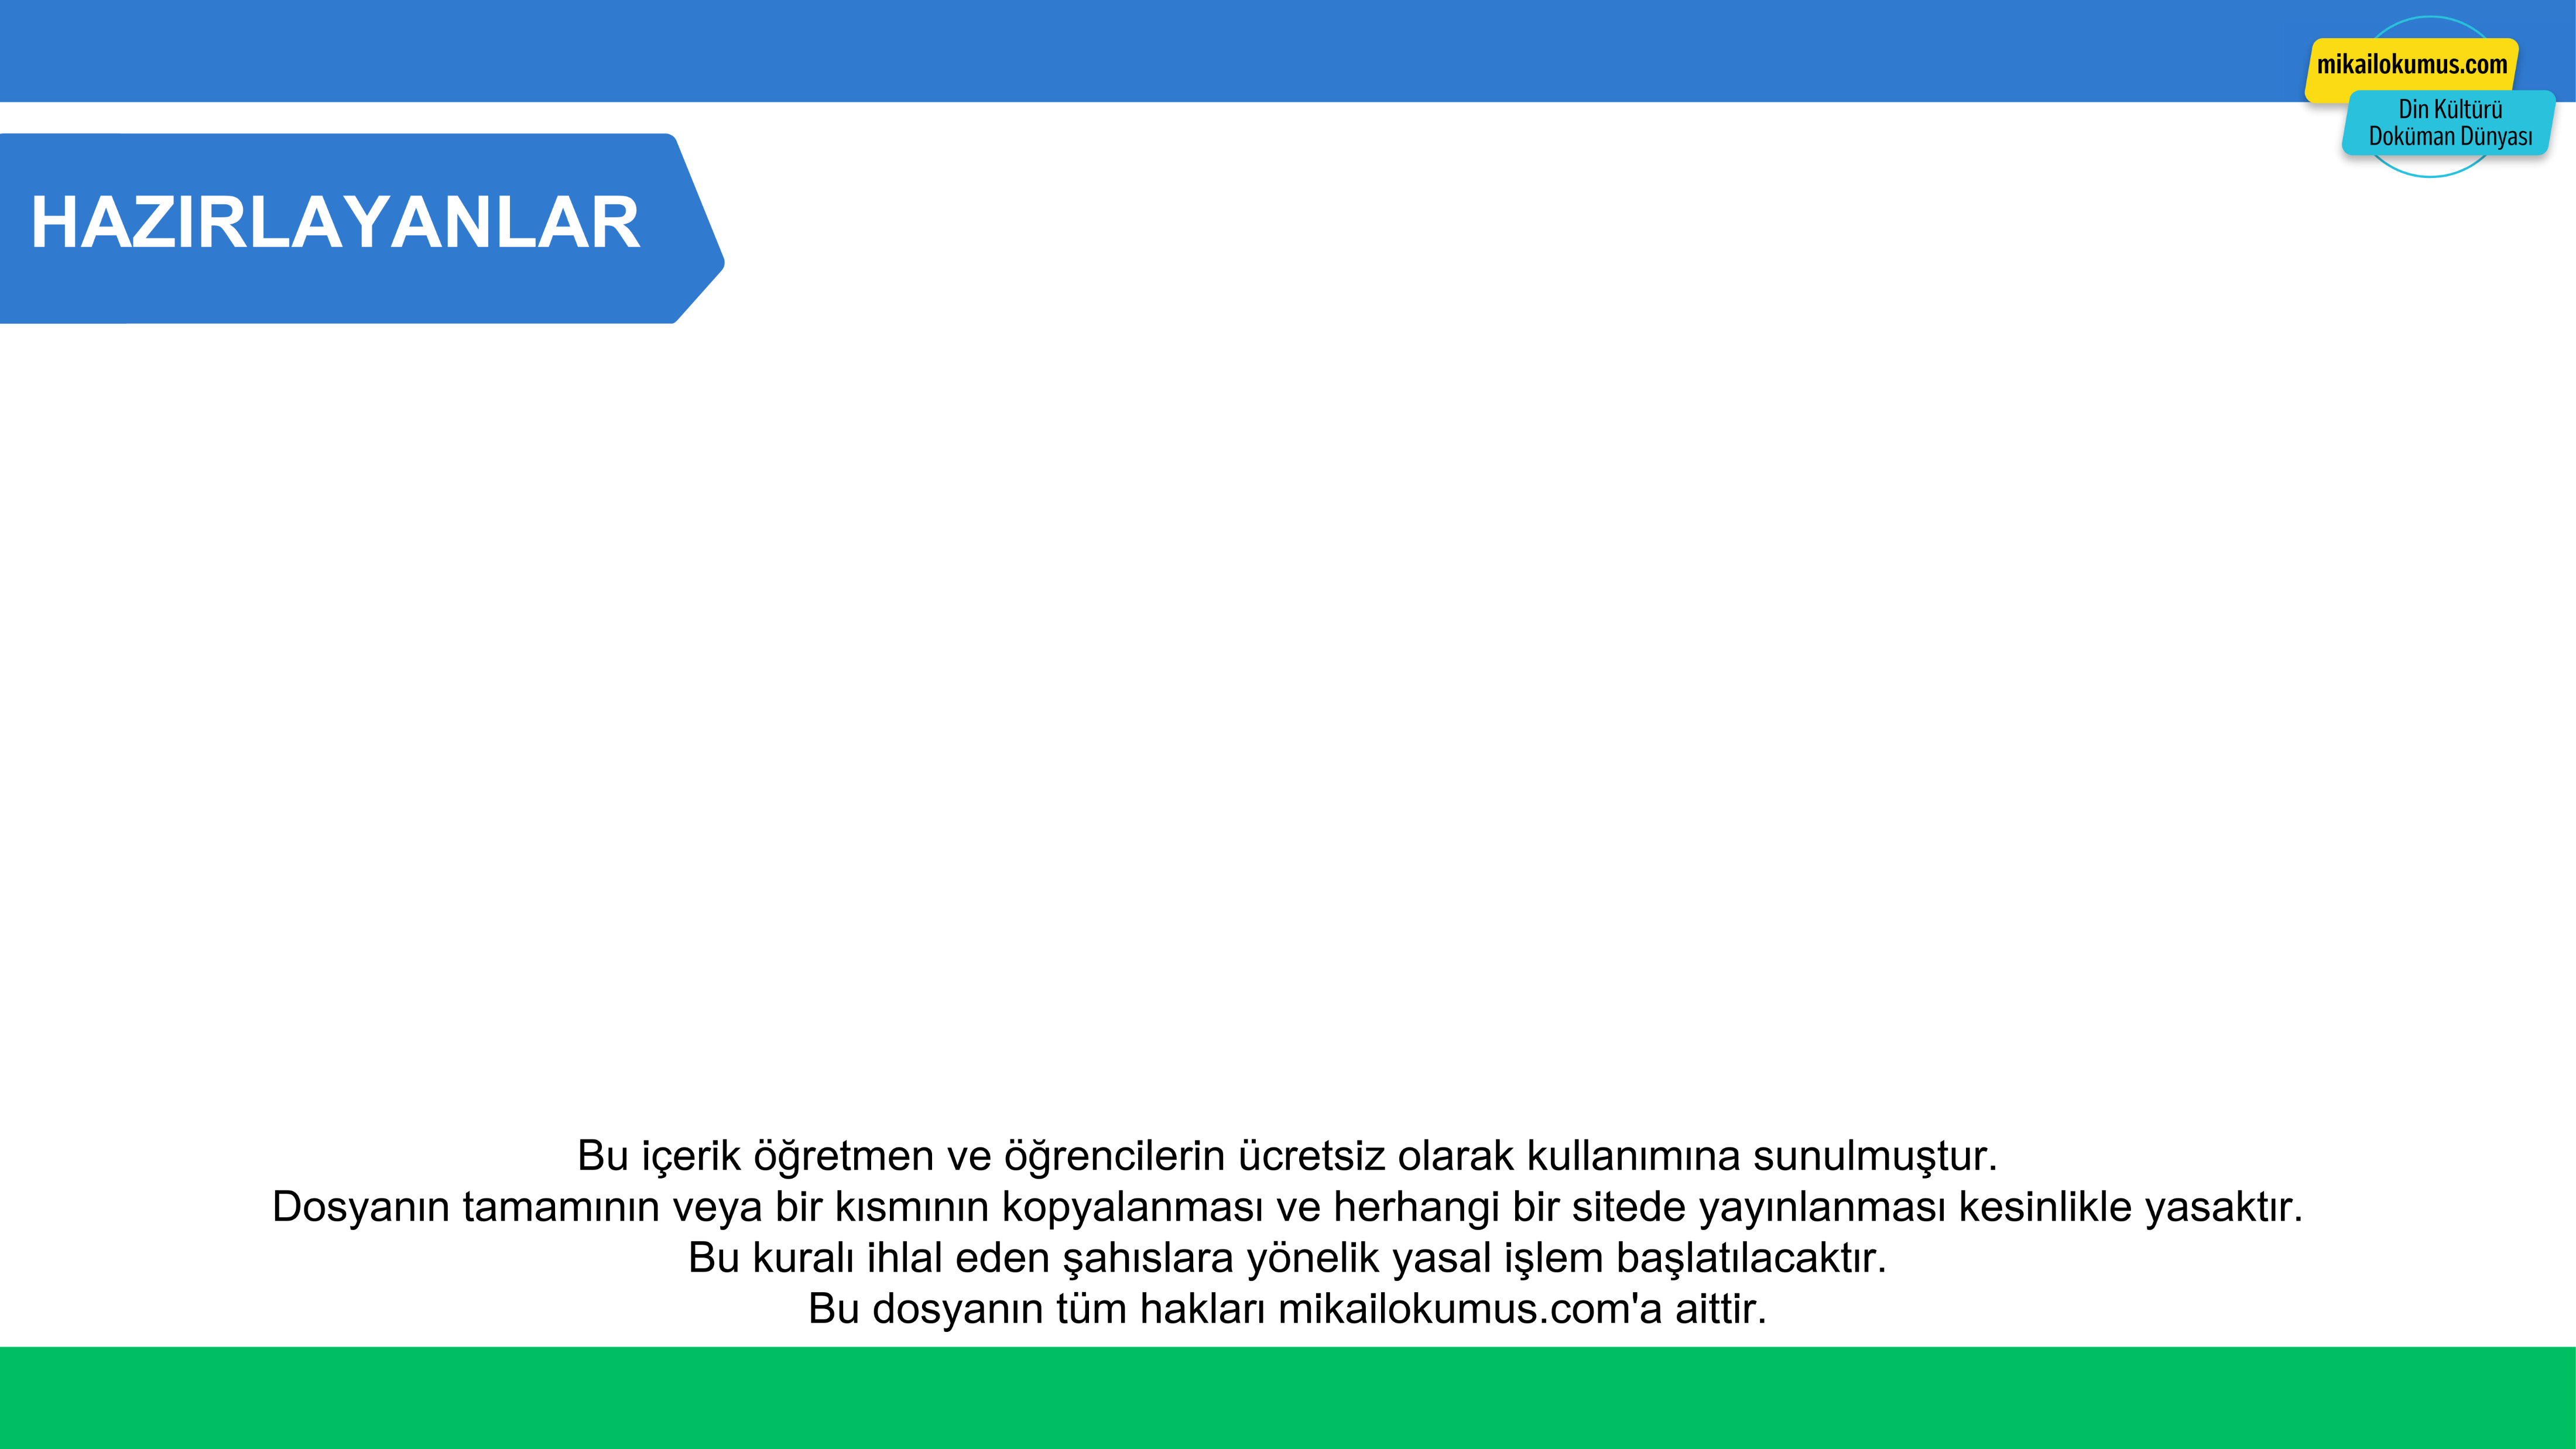 mikailokumus.com
Din Kültürü
Doküman Dünyası
HAZIRLAYANLAR
Bu içerik öğretmen ve öğrencilerin ücretsiz olarak kullanımına sunulmuştur.
Dosyanın tamamının veya bir kısmının kopyalanması ve herhangi bir sitede yayınlanması kesinlikle yasaktır.
Bu kuralı ihlal eden şahıslara yönelik yasal işlem başlatılacaktır.
Bu dosyanın tüm hakları mikailokumus.com'a aittir.